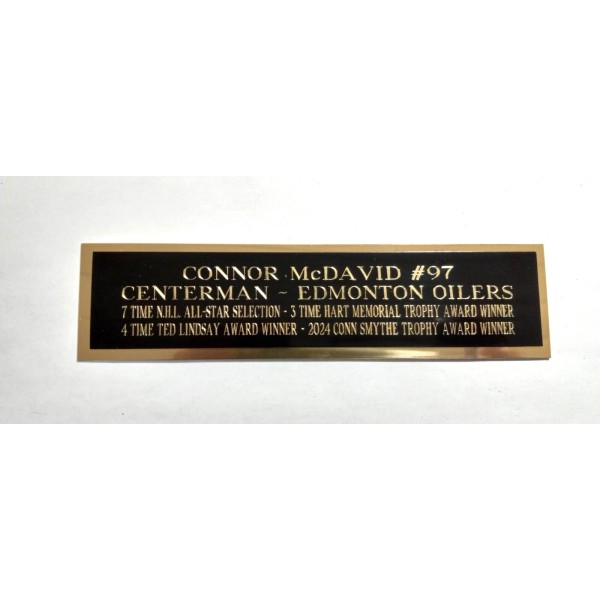 CONNOR McDAVID #97
CENTERMAN ~ EDMONTON OILERS
7 TIME N.H.L. ALL-STAR SELECTION - 3 TIME HART MEMORIAL TROPHY AWARD WINNER
4 TIME TED LINDSAY AWARD WINNER - 2024 CONN SMYTHE TROPHY AWARD WINNER